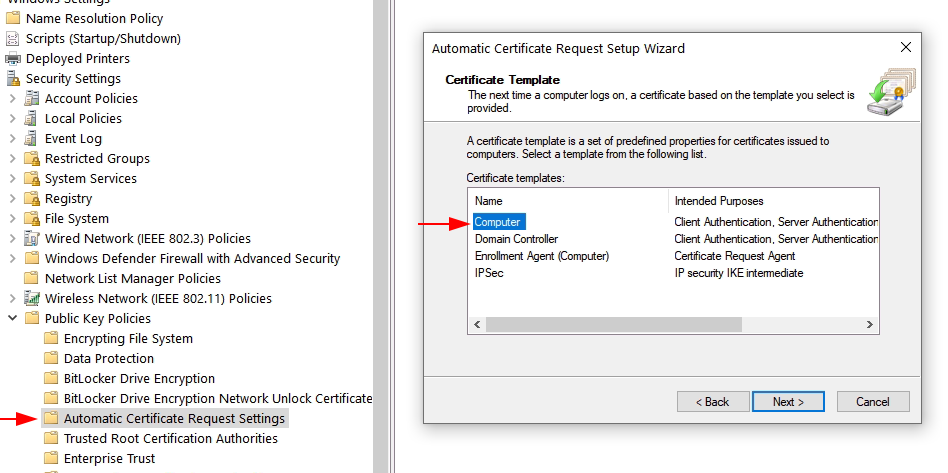 Windows Settings
Name Resolution Policy
Scripts (Startup/Shutdown)
Deployed Printers
Security Settings
Account Policies
Local Policies
Event Log
Restricted Groups
System Services
Registry
File System
Wired Network (IEEE 802.3) Policies
Windows Defender Firewall with Advanced Security
Network List Manager Policies
Wireless Network (IEEE 802.11) Policies
Public Key Policies
Encrypting File System
Data Protection
BitLocker Drive Encryption
BitLocker Drive Encryption Network Unlock Certificate
Automatic Certificate Request Settings
Trusted Root Certification Authorities
Enterprise Trust
Automatic Certificate Request Setup Wizard
Certificate Template
The next time a computer logs on, a certificate based on the template you select is
provided.
A certificate template is a set of predefined properties for certificates issued to
computers. Select a template from the following list.
Certificate templates:
Name Intended Purposes
Computer Client Authentication, Server Authentication
Domain Controller Client Authentication, Server Authentication
Enrollment Agent (Computer) Certificate Request Agent
IPSec IP security IKE intermediate
< Back Next > Cancel